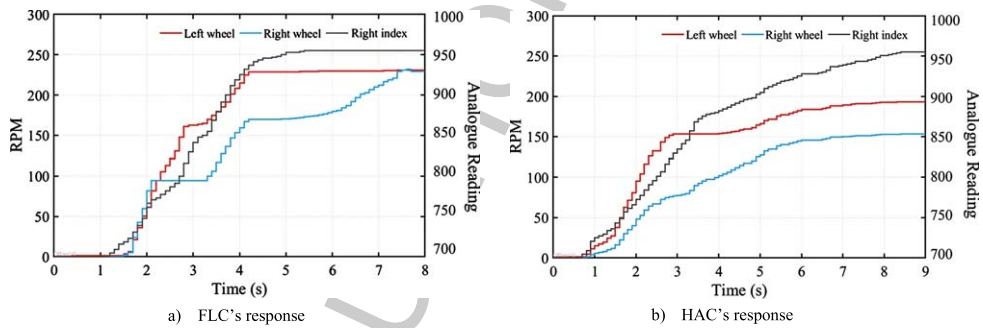 300
250
200
150
100
50
0
RPM
Left wheel Right wheel Right index
1000
950
900
850
800
750
700
Analogue Reading
0 1 2 3 4 5 6 7 8
Time (s)
a) FLC's response
300
250
200
150
100
50
0
RPM
Left wheel Right wheel Right index
1000
950
900
850
800
750
700
Analogue Reading
0 1 2 3 4 5 6 7 8 9
Time (s)
b) HAC's response